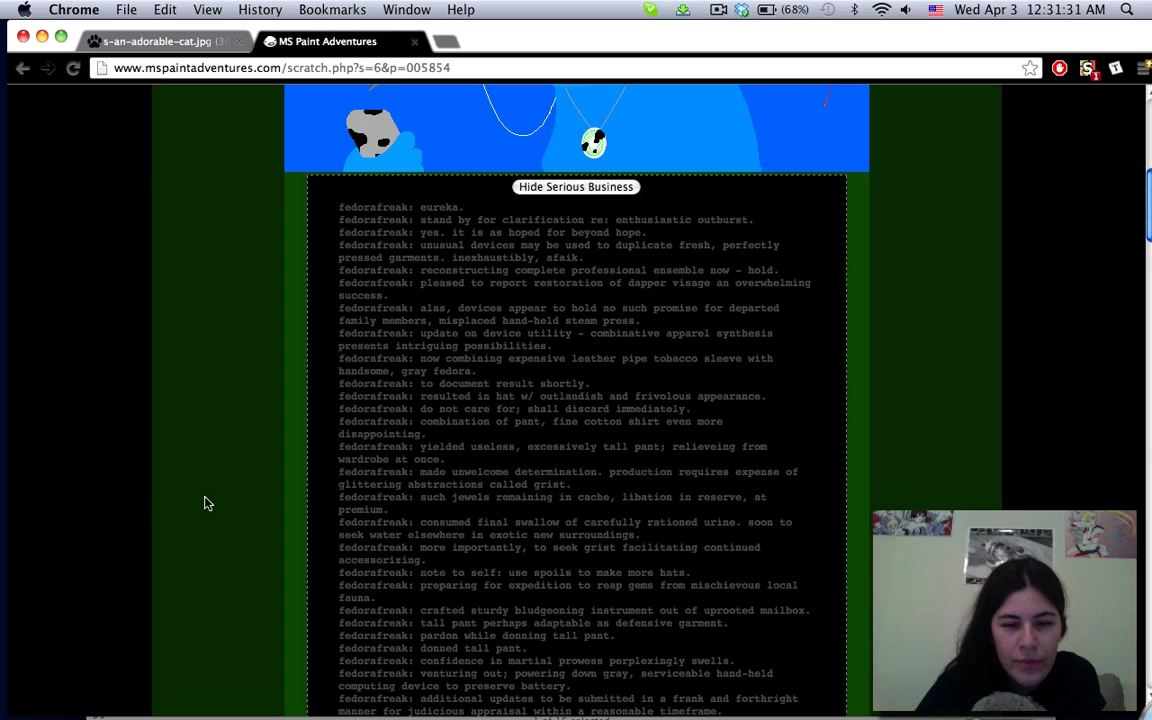 Chrome File Edit View History Bookmarks Window Help (68%) Wed Apr 3 12:31:31 AM
s-an-adorable-cat.jpg MS Paint Adventures
www.mspaintadventures.com/scratch.php?s=6&p=005854
Hide Serious Business
fedorafreak: eureka.
fedorafreak: stand by for clarification re: enthusiastic outburst.
fedorafreak: yes. it is as hoped for beyond hope.
fedorafreak: unusual devices may be used to duplicate fresh, perfectly
pressed garments. inexhaustibly, afaik.
fedorafreak: reconstructing complete professional ensemble now - hold.
fedorafreak: pleased to report restoration of dapper visage an overwhelming
success.
fedorafreak: alas, devices appear to hold no such promise for departed
family members, misplaced hand-held steam press.
fedorafreak: update on device utility - combinative apparel synthesis
presents intriguing possibilities.
fedorafreak: now combining expensive leather pipe tobacco sleeve with
handsome, gray fedora.
fedorafreak: to document result shortly.
fedorafreak: resulted in hat w/ outlandish and frivolous appearance.
fedorafreak: do not care for; shall discard immediately.
fedorafreak: combination of pant, fine cotton shirt even more
disappointing.
fedorafreak: yielded useless, excessively tall pant; relieveing from
wardrobe at once.
fedorafreak: made unwelcome determination. production requires expense of
glittering abstractions called grist.
fedorafreak: such jewels remaining in cache, libation in reserve, at
premium.
fedorafreak: consumed final swallow of carefully rationed urine. soon to
seek water elsewhere in exotic new surroundings.
fedorafreak: more importantly, to seek grist facilitating continued
accessorizing.
fedorafreak: note to self: use spoils to make more hats.
fedorafreak: preparing for expedition to reap gems from mischievous local
fauna.
fedorafreak: crafted sturdy bludgeoning instrument out of uprooted mailbox.
fedorafreak: tall pant perhaps adaptable as defensive garment.
fedorafreak: pardon while donning tall pant.
fedorafreak: donned tall pant.
fedorafreak: confidence in martial prowess perplexingly swells.
fedorafreak: venturing out; powering down gray, serviceable hand-held
computing device to preserve battery.
fedorafreak: additional updates to be submitted in a frank and forthright
manner for judicious appraisal within a reasonable timeframe.